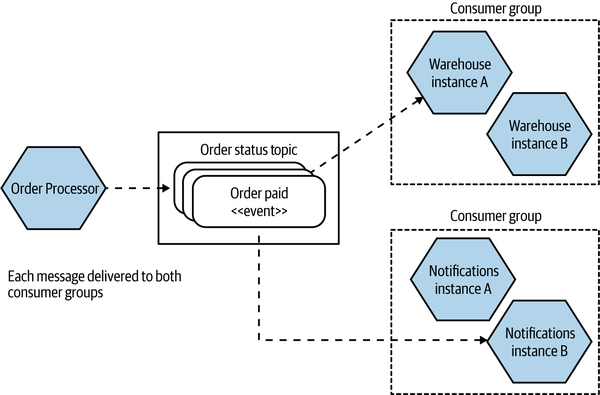 Order Processor
Each message delivered to both
consumer groups
Order status topic
Order paid
<<event>>
Consumer group
Warehouse
instance A
Warehouse
instance B
Consumer group
Notifications
instance A
Notifications
instance B